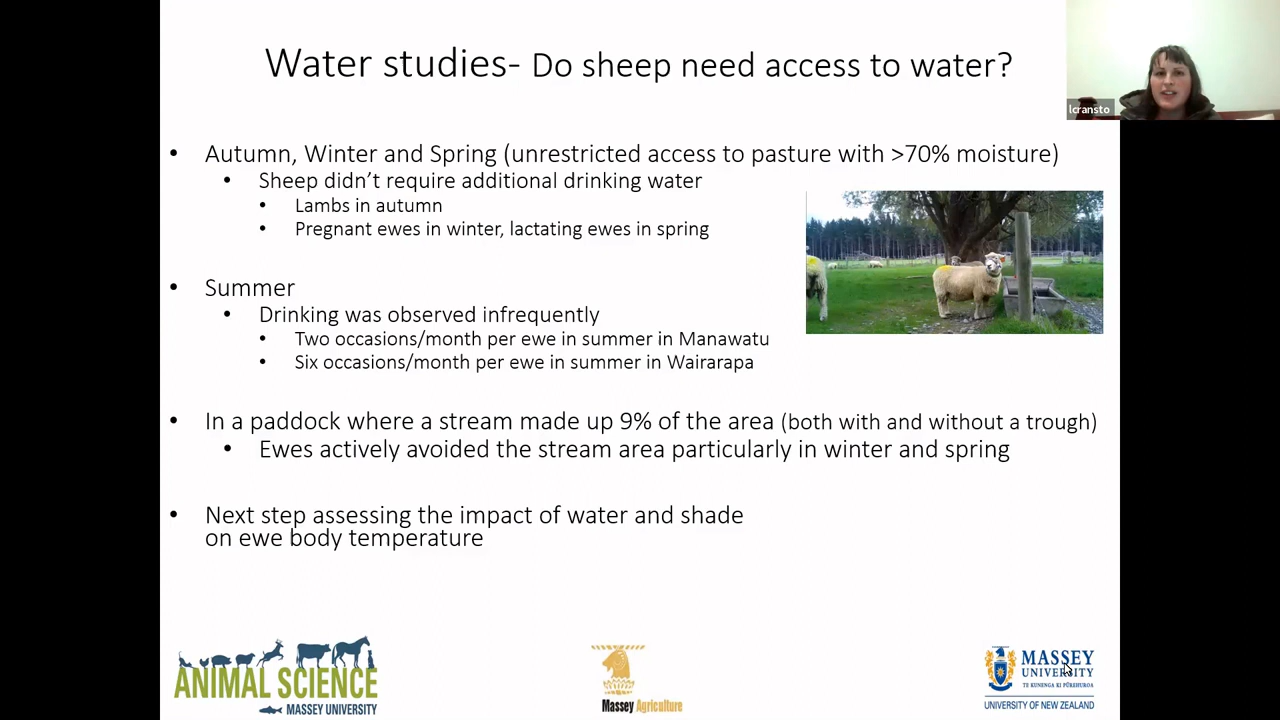 Water studies- Do sheep need access to water?
lcransto
• Autumn, Winter and Spring (unrestricted access to pasture with >70% moisture)
• Sheep didn't require additional drinking water
• Lambs in autumn
• Pregnant ewes in winter, lactating ewes in spring
• Summer
• Drinking was observed infrequently
• Two occasions/month per ewe in summer in Manawatu
• Six occasions/month per ewe in summer in Wairarapa
• In a paddock where a stream made up 9% of the area (both with and without a trough)
• Ewes actively avoided the stream area particularly in winter and spring
• Next step assessing the impact of water and shade
on ewe body temperature
ANIMAL SCIENCE
MASSEY UNIVERSITY
Massey Agriculture
MASSEY
UNIVERSITY
TE KUNENGA KI PŪREHUROA
UNIVERSITY OF NEW ZEALAND